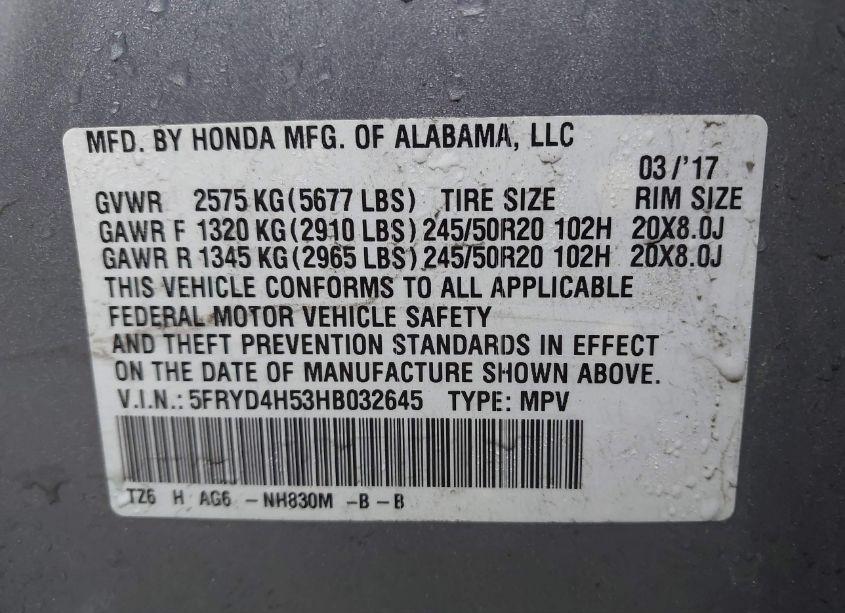 MFD. BY HONDA MFG. OF ALABAMA, LLC
03/'17
GVWR 2575 KG(5677 LBS) TIRE SIZE RIM SIZE
GAWR F 1320 KG(2910 LBS) 245/50R20 102H 20X8.0J
GAWR R 1345 KG(2965 LBS) 245/50R20 102H 20X8.0J
THIS VEHICLE CONFORMS TO ALL APPLICABLE
FEDERAL MOTOR VEHICLE SAFETY
AND THEFT PREVENTION STANDARDS IN EFFECT
ON THE DATE OF MANUFACTURE SHOWN ABOVE.
V.I.N.: 5FRYD4H53HB032645 TYPE: MPV
TZ6 H AG6 -NH830M -B -B